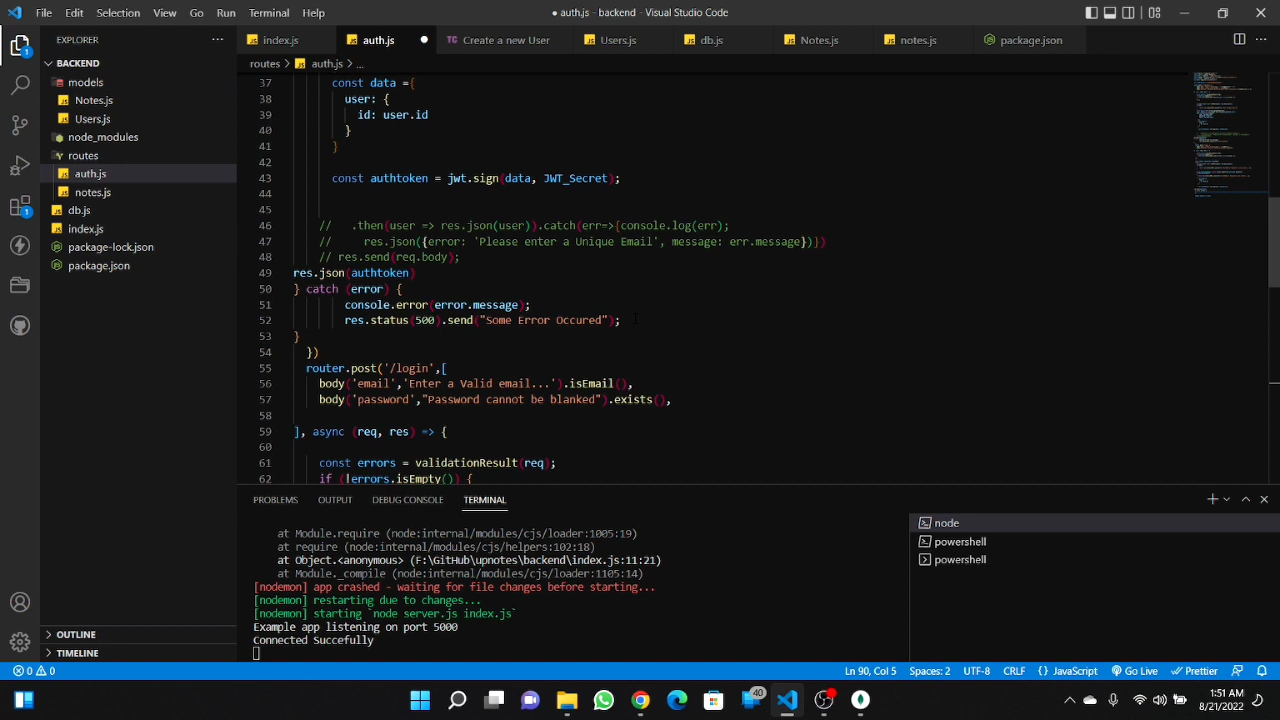 File Edit Selection View Go Run Terminal Help
● auth.js - backend - Visual Studio Code
EXPLORER ...
index.js
auth.js
TC Create a new User
Users.js
db.js
Notes.js
notes.js
package.json
BACKEND
models
Notes.js
Users.js
node_modules
routes
auth.js
notes.js
db.js
index.js
package-lock.json
package.json
OUTLINE
TIMELINE
routes > JS auth.js > ...
37 const data ={
38 user: {
39 id: user.id
40 }
41 }
42
43 const authtoken = jwt.sign(data, JWT_Secret);
44
45
46 // .then(user => res.json(user)).catch(err=>{console.log(err);
47 // res.json({error: 'Please enter a Unique Email', message: err.message})})
48 // res.send(req.body);
49 res.json(authtoken)
50 } catch (error) {
51 console.error(error.message);
52 res.status(500).send("Some Error Occured");
53 }
54 })
55 router.post('/login',[
56 body('email','Enter a Valid email...').isEmail(),
57 body('password',"Password cannot be blanked").exists(),
58
59 ], async (req, res) => {
60
61 const errors = validationResult(req);
62 if (!errors.isEmpty()) {
PROBLEMS OUTPUT DEBUG CONSOLE TERMINAL
at Module.require (node:internal/modules/cjs/loader:1005:19)
at require (node:internal/modules/cjs/helpers:102:18)
at Object.<anonymous> (F:\GitHub\upnotes\backend\index.js:11:21)
at Module._compile (node:internal/modules/cjs/loader:1105:14)
[nodemon] app crashed - waiting for file changes before starting...
[nodemon] restarting due to changes...
[nodemon] starting `node server.js index.js`
Example app listening on port 5000
Connected Succefully
node
powershell
powershell
0 0
Ln 90, Col 5 Spaces: 2 UTF-8 CRLF {} JavaScript Go Live Prettier
40
1:51 AM
8/21/2022